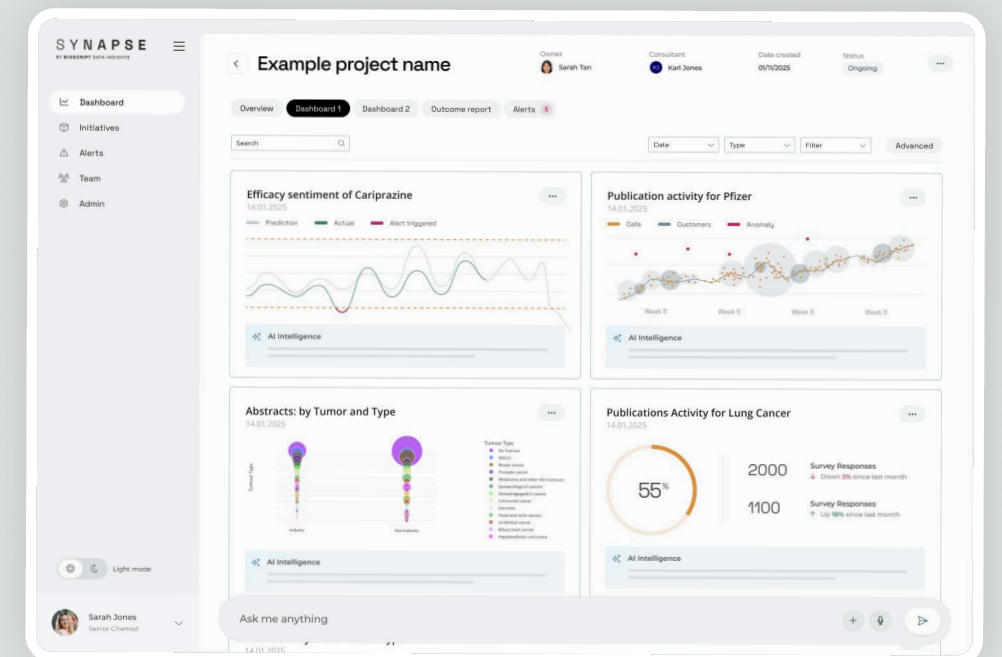 SYNAPSE
BY BIOSCRIPT DATA INSIGHTS
Dashboard
Initiatives
Alerts
Team
Admin
Light mode
Sarah Jones
Senior Chemist
Example project name
Owner
Sarah Tan
Consultant
KJ Karl Jones
Date created
01/11/2025
Status
Ongoing
Overview
Dashboard 1
Dashboard 2
Outcome report
Alerts 5
Search
Date
Type
Filter
Advanced
Efficacy sentiment of Cariprazine
14.01.2025
Prediction
Actual
Alert triggered
AI Intelligence
Publication activity for Pfizer
14.01.2025
Calls
Customers
Anomaly
Week 5
Week 5
Week 5
Week 5
AI Intelligence
Abstracts: by Tumor and Type
14.01.2025
Tumour Type
Industry
Non-Industry
Tumour Type
No Tumour
NSCLC
Breast cancer
Prostate cancer
Melanoma and other skin tumours
Gynaecological cancers
Oesophagogastric cancer
Colorectal cancer
Sarcoma
Head and neck cancers
Urothelial cancer
Biliary tract cancer
Hepatocellular carcinoma
AI Intelligence
Publications Activity for Lung Cancer
14.01.2025
55%
2000
Survey Responses
Down 5% since last month
1100
Survey Responses
Up 18% since last month
AI Intelligence
Ask me anything
14.01.2025